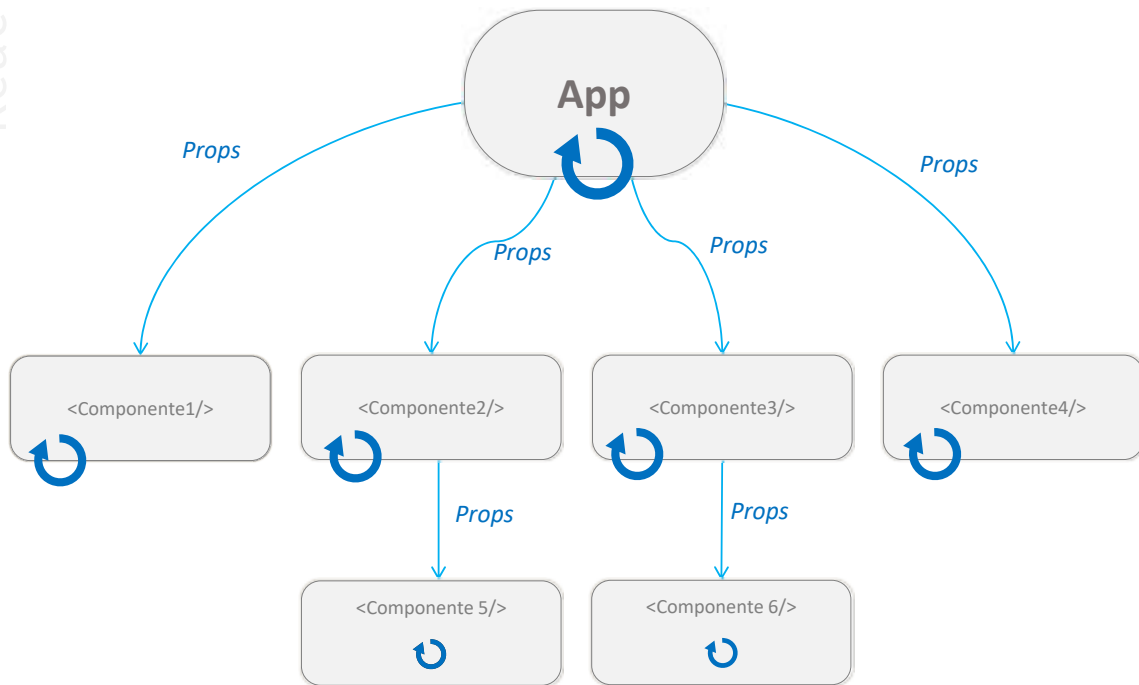 App
Props
Props
Props
Props
<Componente1/>
<Componente2/>
<Componente3/>
<Componente4/>
Props
Props
<Componente 5/>
<Componente 6/>